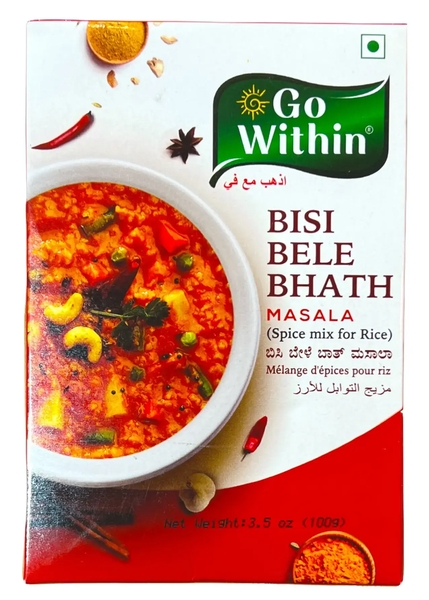 Go
Within®
اذهب مع في
BISI
BELE
BHATH
MASALA
(Spice mix for Rice)
ಬಿಸಿ ಬೇಳೆ ಬಾತ್ ಮಸಾಲಾ
Mélange d'épices pour riz
مزيج التوابل للأرز
Net Weight:3.5 oz (100g)